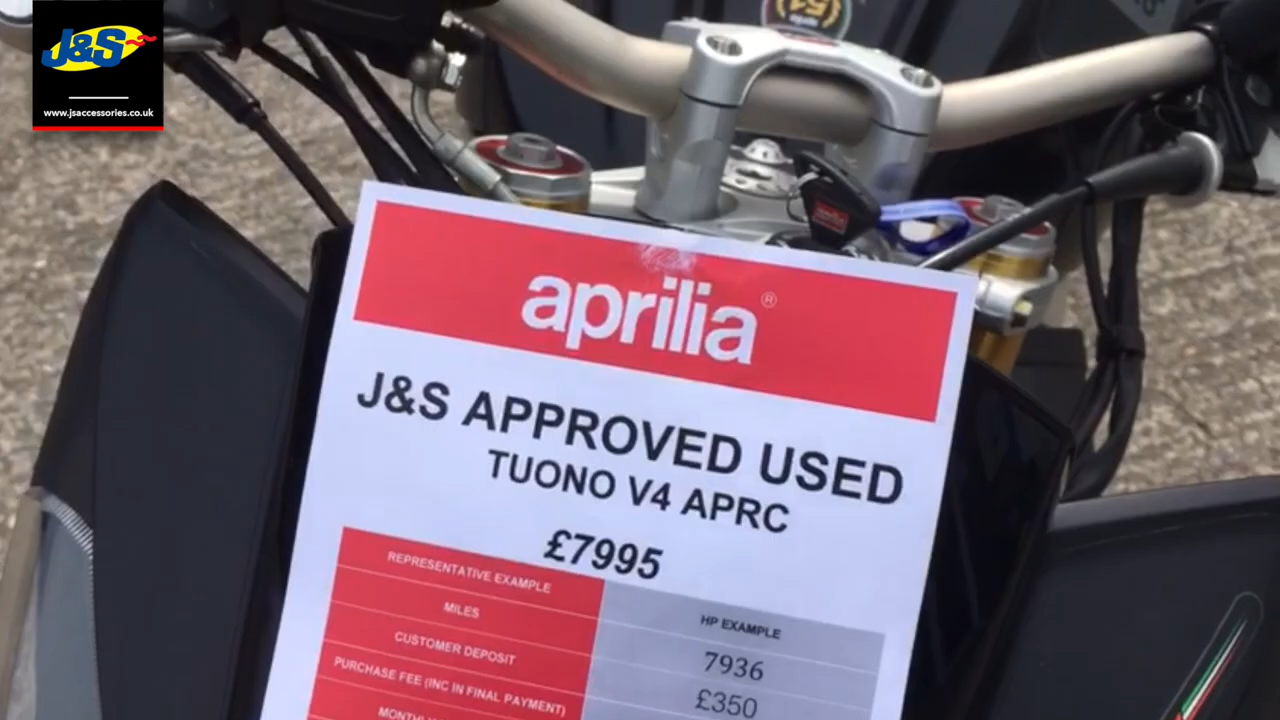 J&S
www.jsaccessories.co.uk
aprilia®
J&S APPROVED USED
TUONO V4 APRC
£7995
REPRESENTATIVE EXAMPLE
HP EXAMPLE
MILES
7936
CUSTOMER DEPOSIT
£350
PURCHASE FEE (INC IN FINAL PAYMENT)